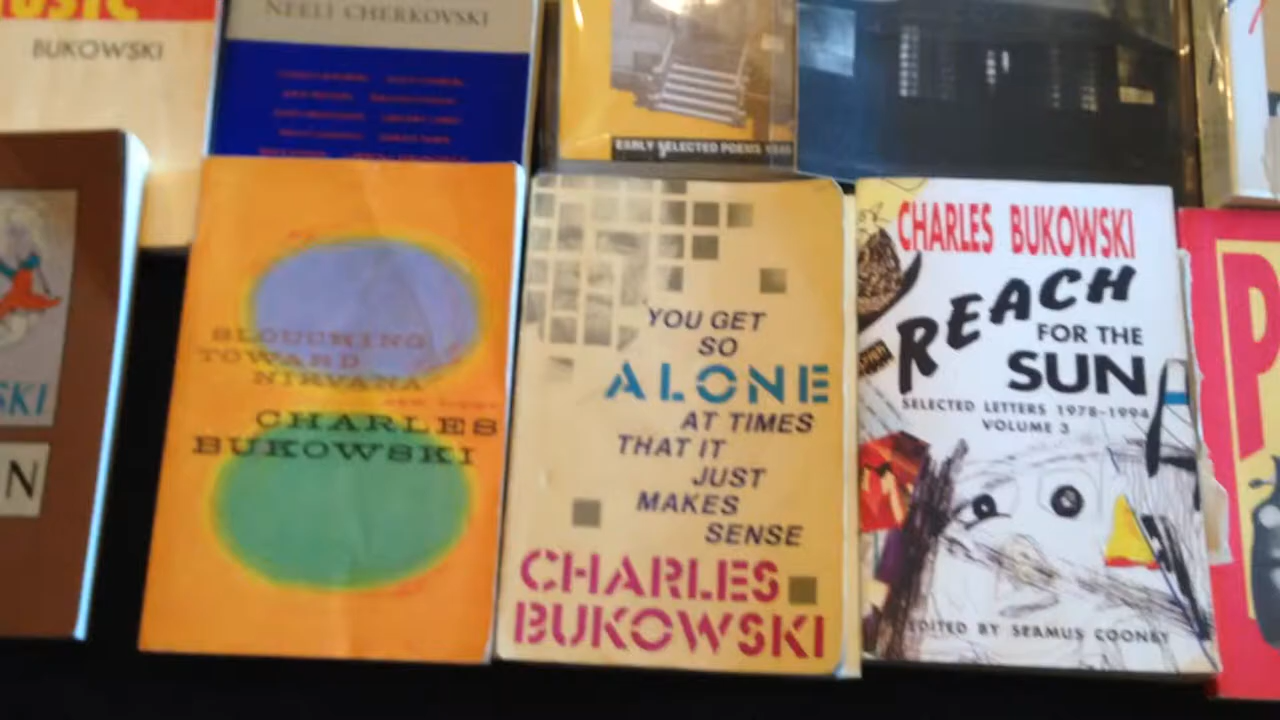 MUSIC
BUKOWSKI
NEELI CHERKOVSKI
EARLY SELECTED POEMS
SKI
N
SLOUCHING
TOWARD
NIRVANA
CHARLES
BUKOWSKI
YOU GET
SO
ALONE
AT TIMES
THAT IT
JUST
MAKES
SENSE
CHARLES
BUKOWSKI
CHARLES BUKOWSKI
REACH
FOR THE
SUN
SELECTED LETTERS 1978-1994
VOLUME 3
EDITED BY SEAMUS COONEY
P